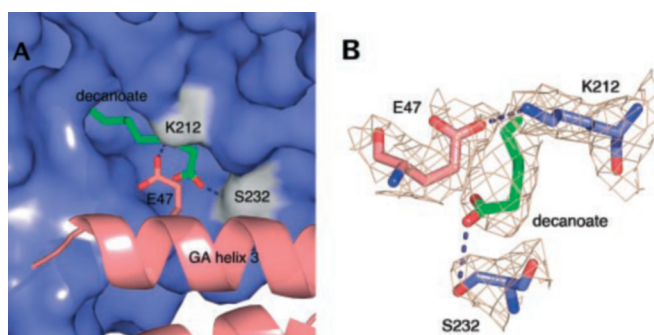 A
decanoate
K212
E47
S232
GA helix 3
B
K212
E47
decanoate
S232